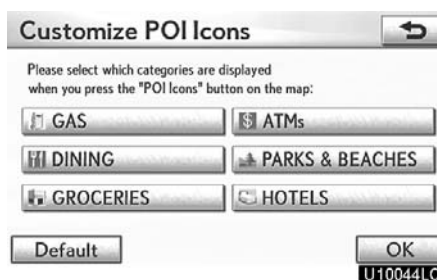 Customize POI Icons
Please select which categories are displayed
when you press the "POI Icons" button on the map:
GAS
$ ATMs
DINING
PARKS & BEACHES
GROCERIES
HOTELS
Default
OK
U10044LC